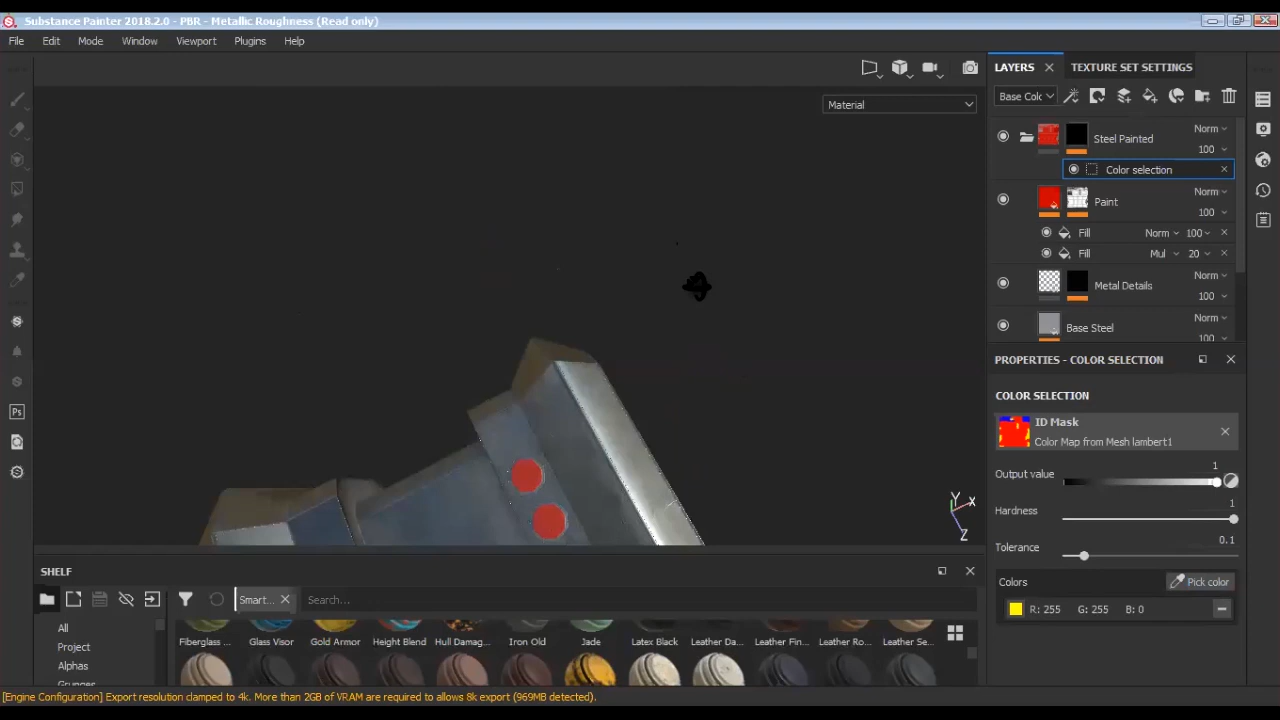 Substance Painter 2018.2.0 - PBR - Metallic Roughness (Read only)
File Edit Mode Window Viewport Plugins Help
LAYERS TEXTURE SET SETTINGS
Material
Base Colc
Steel Painted
Norm
100
Color selection
Paint
Norm
100
Fill Norm 100
Fill Mul 20
Metal Details
Norm
100
Base Steel
Norm
100
PROPERTIES - COLOR SELECTION
COLOR SELECTION
ID Mask
Color Map from Mesh lambert1
Output value 1
Hardness 1
Tolerance 0.1
Colors Pick color
R: 255 G: 255 B: 0
Y X
Z
SHELF
Ps
Smart... Search...
All
Project
Alphas
Grunges
Fiberglass ... Glass Visor Gold Armor Height Blend Hull Damag... Iron Old Jade Latex Black Leather Da... Leather Fin... Leather Ro... Leather Se...
[Engine Configuration] Export resolution clamped to 4k. More than 2GB of VRAM are required to allows 8k export (969MB detected).